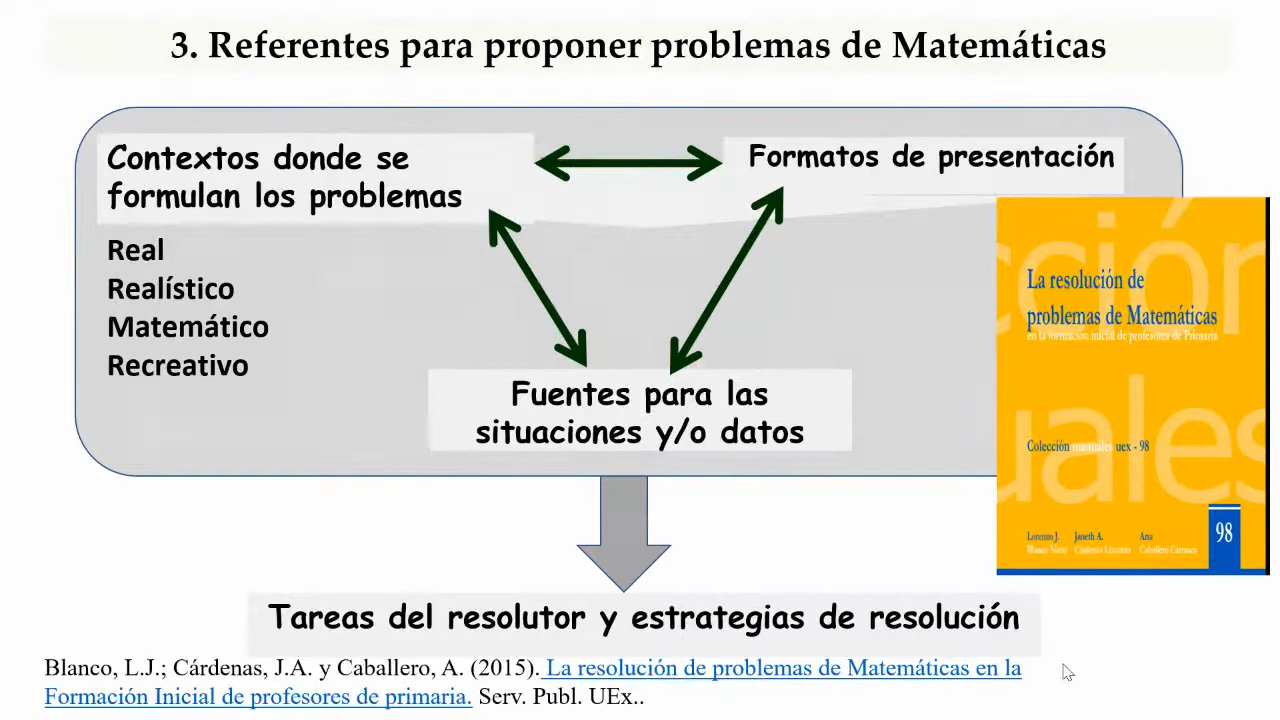 3. Referentes para proponer problemas de Matemáticas
Contextos donde se
formulan los problemas
Formatos de presentación
Real
Realístico
Matemático
Recreativo
Fuentes para las
situaciones y/o datos
Tareas del resolutor y estrategias de resolución
La resolución de
problemas de Matemáticas
en la formación inicial de profesores de Primaria
Colección manuales uex - 98
Lorenzo J. Janeth A. Ana
Blanco Nieto Cárdenas Lizarazo Caballero Carrasco
98
Blanco, L.J.; Cárdenas, J.A. y Caballero, A. (2015). La resolución de problemas de Matemáticas en la
Formación Inicial de profesores de primaria. Serv. Publ. UEx..